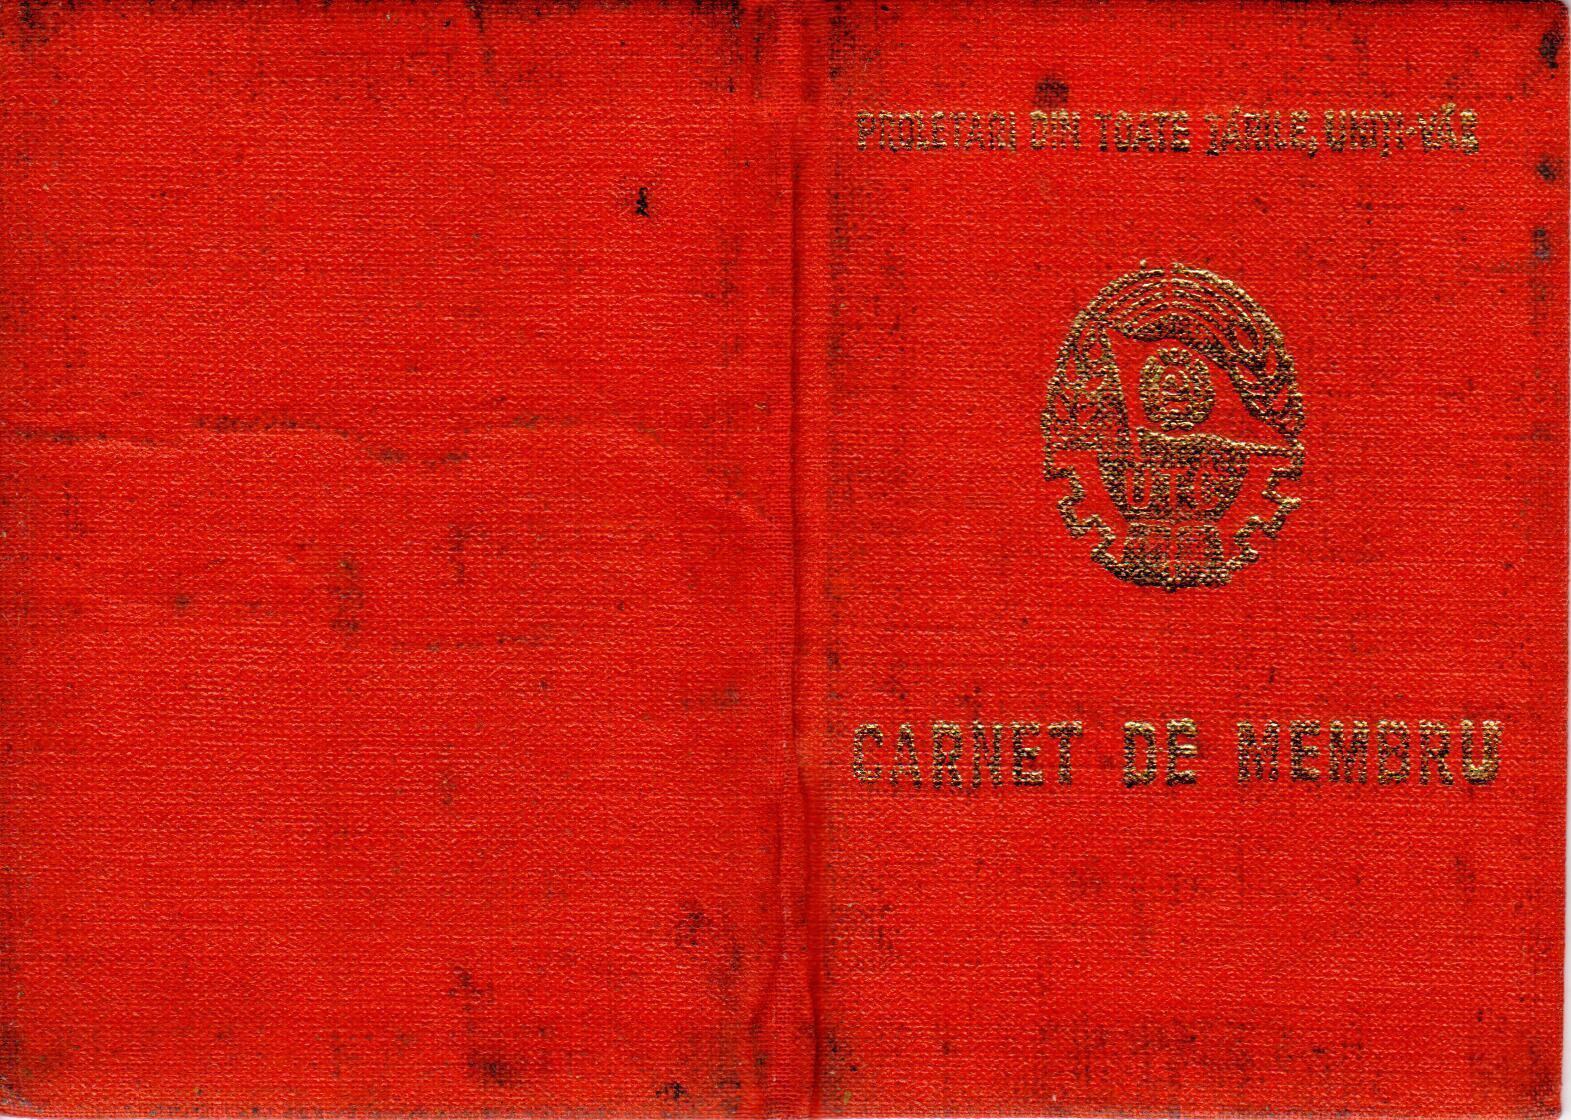 PROLETARI DIN TOATE ȚĂRILE, UNIȚI-VĂ!
UTC
CARNET DE MEMBRU